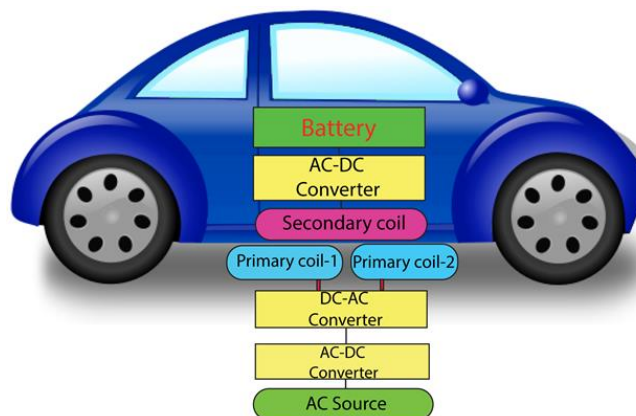 Battery
AC-DC
Converter
Secondary coil
Primary coil-1
Primary coil-2
DC-AC
Converter
AC-DC
Converter
AC Source